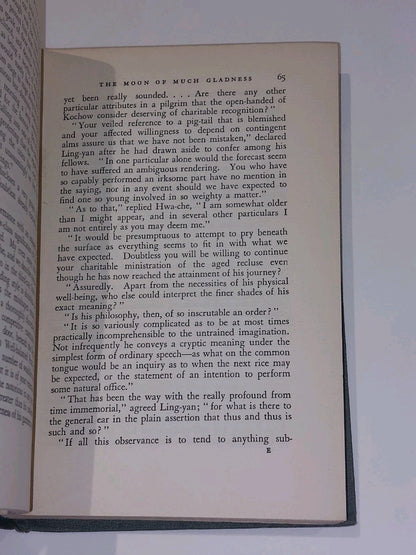 THE MOON OF MUCH GLADNESS 65
yet been really sounded. . . . Are there any other
particular attributes in a pilgrim that the open-handed of
Kochow consider deserving of charitable recognition?"
"Your veiled reference to a pig-tail that is blemished
and your affected willingness to depend on contingent
alms assure us that we have not been mistaken," declared
Ling-yan after he had drawn aside to confer among his
fellows. "In one particular alone would the forecast seem
to have suffered an ambiguous rendering. You who have
so capably performed an irksome part have no mention in
the saying, nor in any event should we have expected to
find one so young involved in so weighty a matter."
"As to that," replied Hwa-che, "I am somewhat older
than I might appear, and in several other particulars I
am not entirely as you may deem me."
"It would be presumptuous to attempt to pry beneath
the surface as everything seems to fit in with what we
have expected. Doubtless you will be willing to continue
your charitable ministration of the aged recluse even
though he has now reached the attainment of his journey?
"Assuredly. Apart from the necessities of his physical
well-being, who else could interpret the finer shades of his
exact meaning?"
"Is his philosophy, then, of so inscrutable an order?"
"It is so variously complicated as to be at most times
practically incomprehensible to the untrained imagination.
Not infrequently he conveys a cryptic meaning under the
simplest form of ordinary speech—as what on the common
tongue would be an inquiry as to when the next rice may
be expected, or the statement of an intention to perform
some natural office."
"That has been the way with the really profound from
time immemorial," agreed Ling-yan; "for what is there to
the general ear in the plain assertion that thus and thus is
such and so?"
"If all this observance is to tend to anything sub-
E